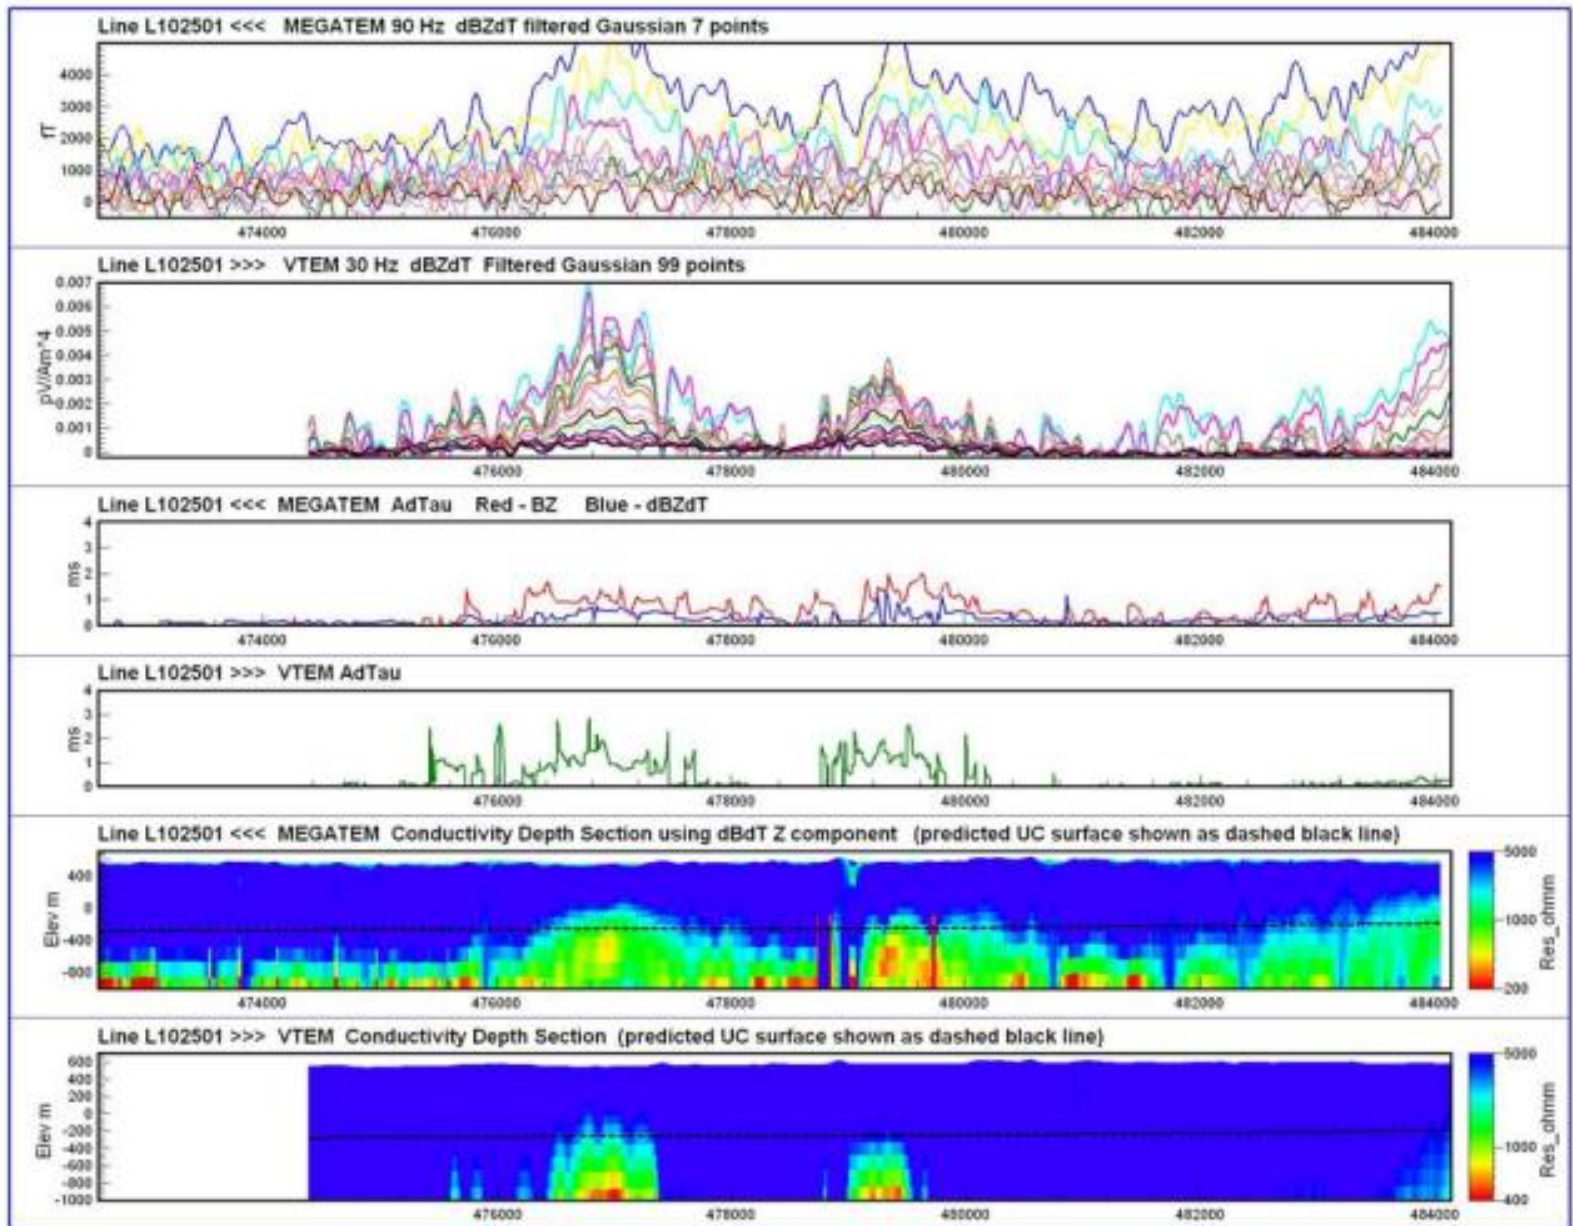 Line L102501 <<< MEGATEM 90 Hz dBZdT filtered Gaussian 7 points
4000
3000
2000
1000
0
fT
474000 476000 478000 480000 482000 484000
Line L102501 >>> VTEM 30 Hz dBZdT Filtered Gaussian 99 points
0.007
0.006
0.005
0.004
0.003
0.002
0.001
0
pV/Am^4
476000 478000 480000 482000 484000
Line L102501 <<< MEGATEM AdTau Red - BZ Blue - dBZdT
4
3
2
1
0
ms
474000 476000 478000 480000 482000 484000
Line L102501 >>> VTEM AdTau
4
3
2
1
0
ms
476000 478000 480000 482000 484000
Line L102501 <<< MEGATEM Conductivity Depth Section using dBdT Z component (predicted UC surface shown as dashed black line)
400
0
-400
-800
Elev m
474000 476000 478000 480000 482000 484000
5000
1000
200
Res_ohmm
Line L102501 >>> VTEM Conductivity Depth Section (predicted UC surface shown as dashed black line)
600
400
200
0
-200
-400
-600
-800
-1000
Elev m
476000 478000 480000 482000 484000
5000
1000
400
Res_ohmm